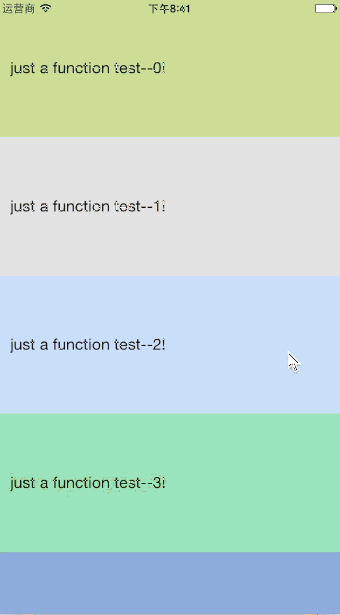 运营商 下午8:41
just a function test--0!
just a function test--1!
just a function test--2!
just a function test--3!